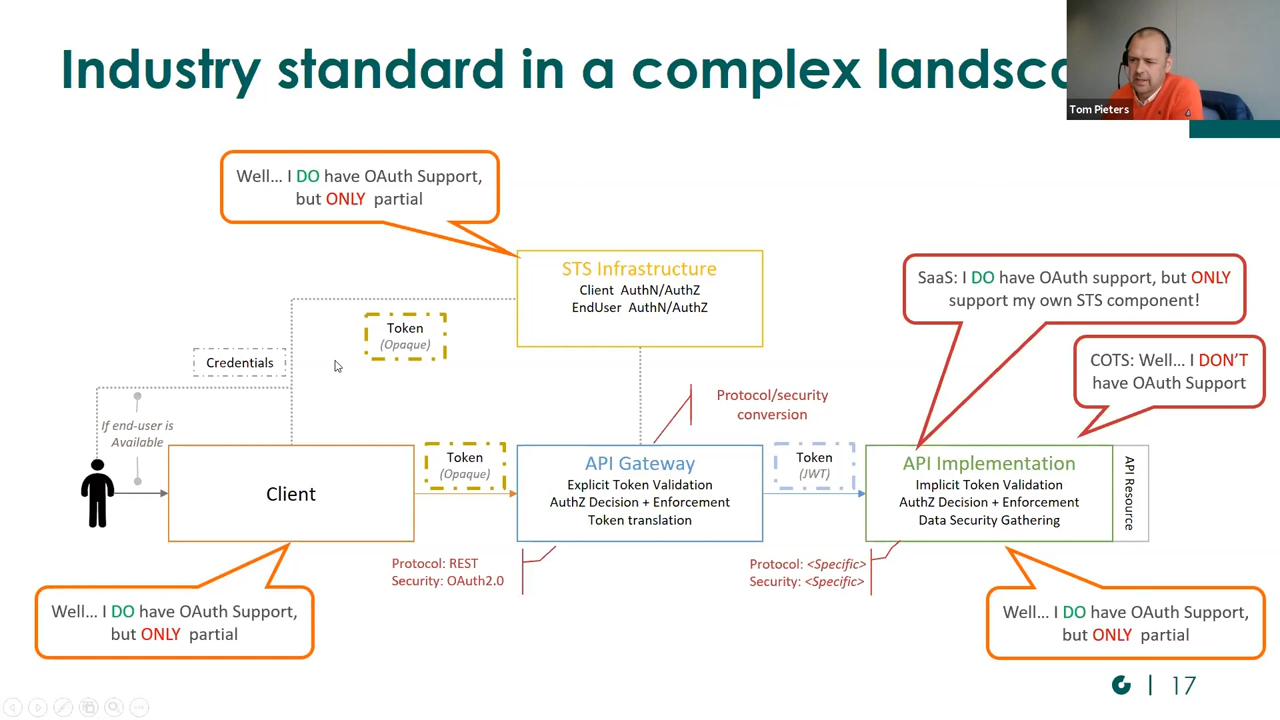 Industry standard in a complex landsca
Tom Pieters
Well... I DO have OAuth Support,
but ONLY partial
STS Infrastructure
Client AuthN/AuthZ
EndUser AuthN/AuthZ
SaaS: I DO have OAuth support, but ONLY
support my own STS component!
Token
(Opaque)
Credentials
COTS: Well... I DON'T
have OAuth Support
Protocol/security
conversion
If end-user is
Available
Client
Token
(Opaque)
API Gateway
Explicit Token Validation
AuthZ Decision + Enforcement
Token translation
Token
(JWT)
API Implementation
Implicit Token Validation
AuthZ Decision + Enforcement
Data Security Gathering
API Resource
Protocol: REST
Security: OAuth2.0
Protocol: <Specific>
Security: <Specific>
Well... I DO have OAuth Support,
but ONLY partial
Well... I DO have OAuth Support,
but ONLY partial
17